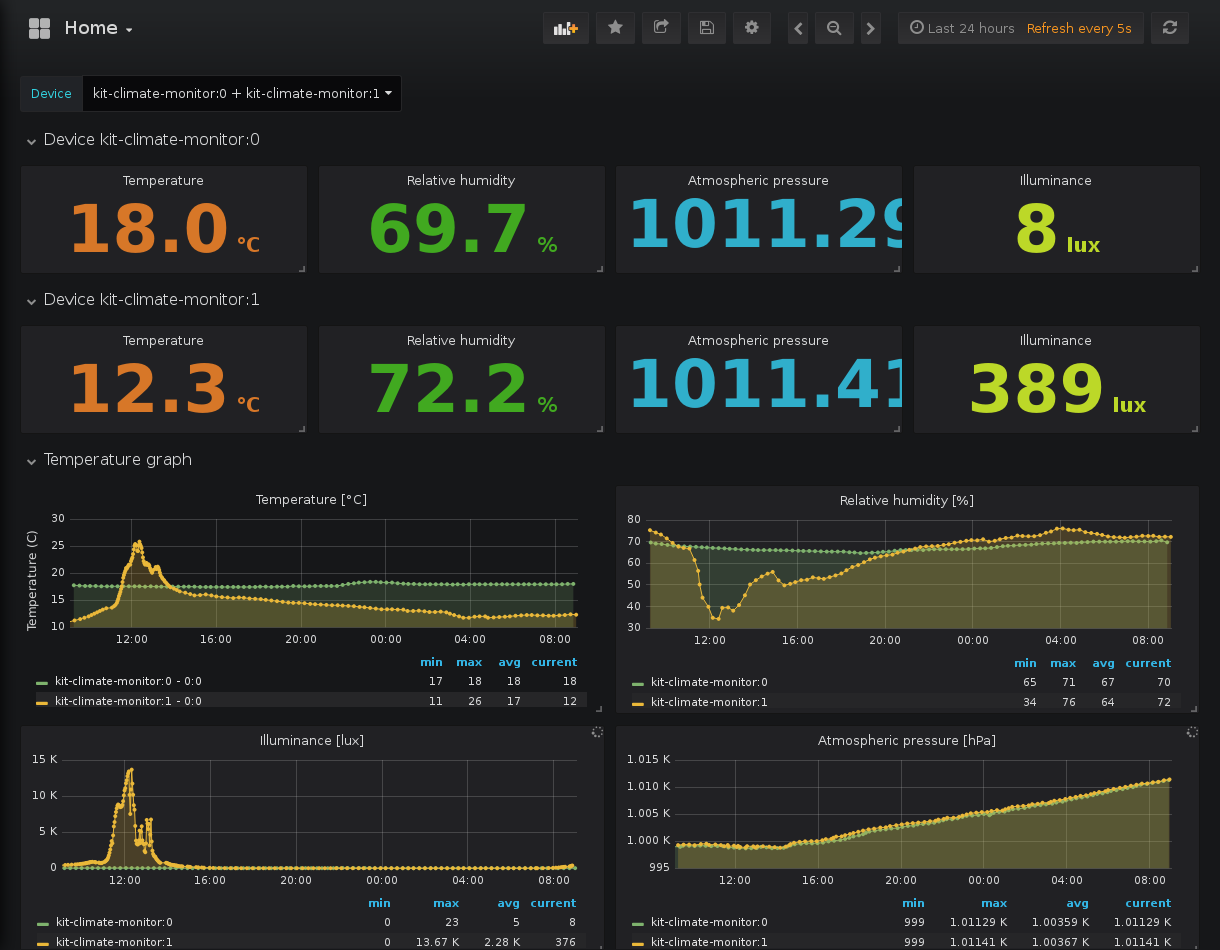 Home
Last 24 hours Refresh every 5s
Device kit-climate-monitor:0 + kit-climate-monitor:1
Device kit-climate-monitor:0
Temperature Relative humidity Atmospheric pressure Illuminance
18.0 °C 69.7 % 1011.29 8 lux
Device kit-climate-monitor:1
Temperature Relative humidity Atmospheric pressure Illuminance
12.3 °C 72.2 % 1011.41 389 lux
Temperature graph
Temperature [°C]
Temperature (C)
30
25
20
15
10
12:00 16:00 20:00 00:00 04:00 08:00
min max avg current
kit-climate-monitor:0 - 0:0 17 18 18 18
kit-climate-monitor:1 - 0:0 11 26 17 12
Relative humidity [%]
80
70
60
50
40
30
12:00 16:00 20:00 00:00 04:00 08:00
min max avg current
kit-climate-monitor:0 65 71 67 70
kit-climate-monitor:1 34 76 64 72
Illuminance [lux]
15 K
10 K
5 K
0
12:00 16:00 20:00 00:00 04:00 08:00
min max avg current
kit-climate-monitor:0 0 23 5 8
kit-climate-monitor:1 0 13.67 K 2.28 K 376
Atmospheric pressure [hPa]
1.015 K
1.010 K
1.005 K
1.000 K
995
12:00 16:00 20:00 00:00 04:00 08:00
min max avg current
kit-climate-monitor:0 999 1.01129 K 1.00359 K 1.01129 K
kit-climate-monitor:1 999 1.01141 K 1.00367 K 1.01141 K